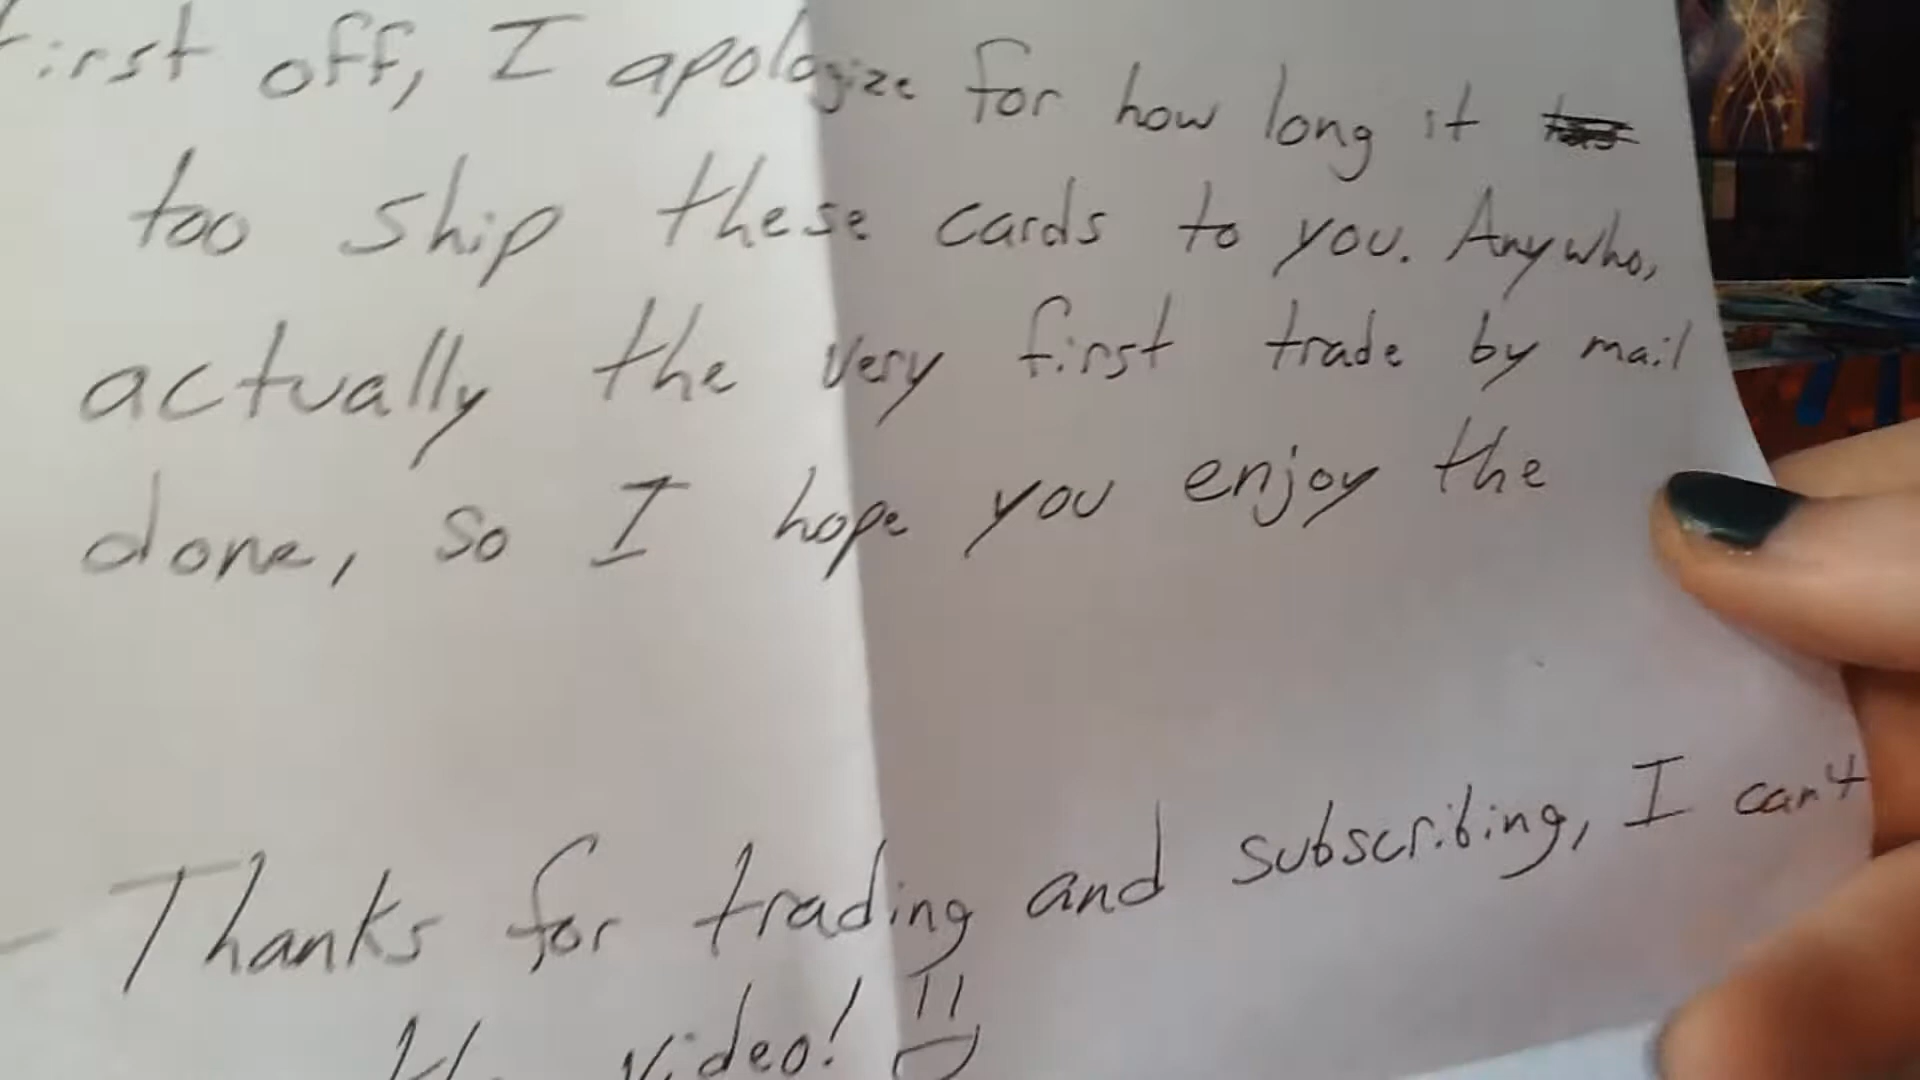 first off, I apologize for how long it
too ship these cards to you. Anywho,
actually the very first trade by mail
done, so I hope you enjoy the
Thanks for trading and subscribing, I can't
video!